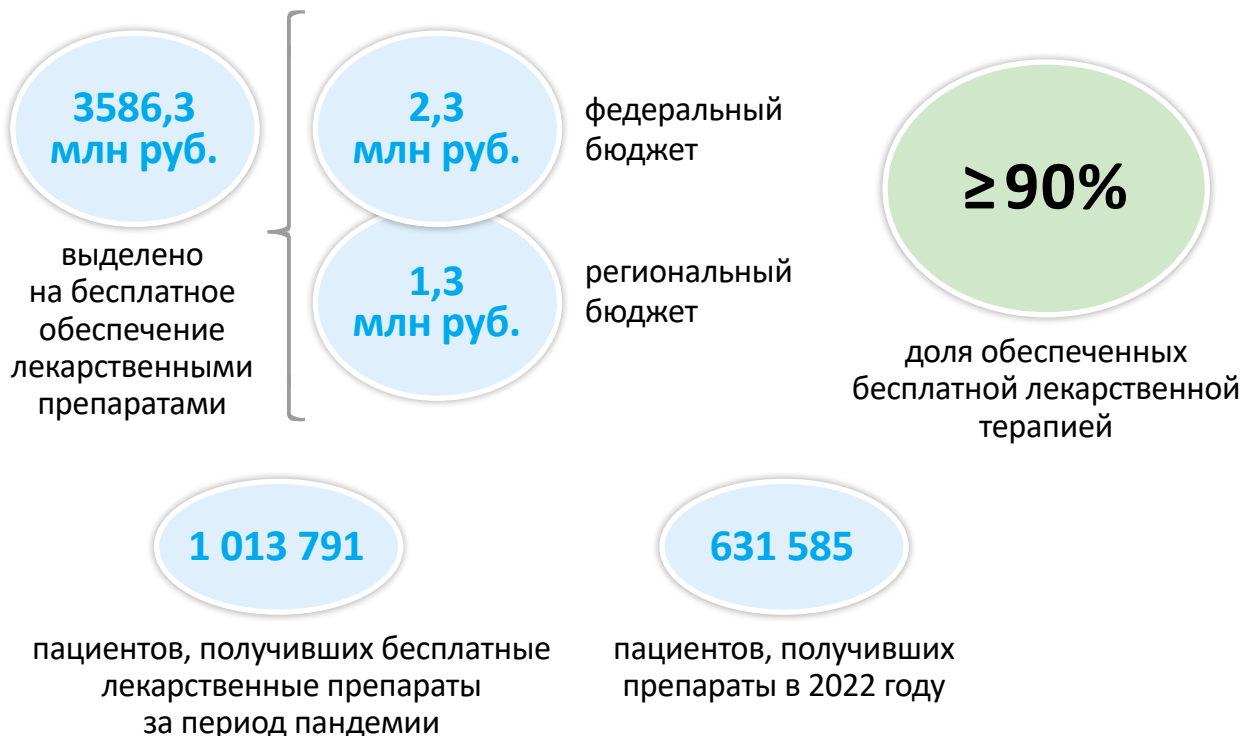 3586,3
млн руб.
выделено
на бесплатное
обеспечение
лекарственными
препаратами
2,3
млн руб.
федеральный
бюджет
1,3
млн руб.
региональный
бюджет
≥90%
доля обеспеченных
бесплатной лекарственной
терапией
1 013 791
пациентов, получивших бесплатные
лекарственные препараты
за период пандемии
631 585
пациентов, получивших
препараты в 2022 году